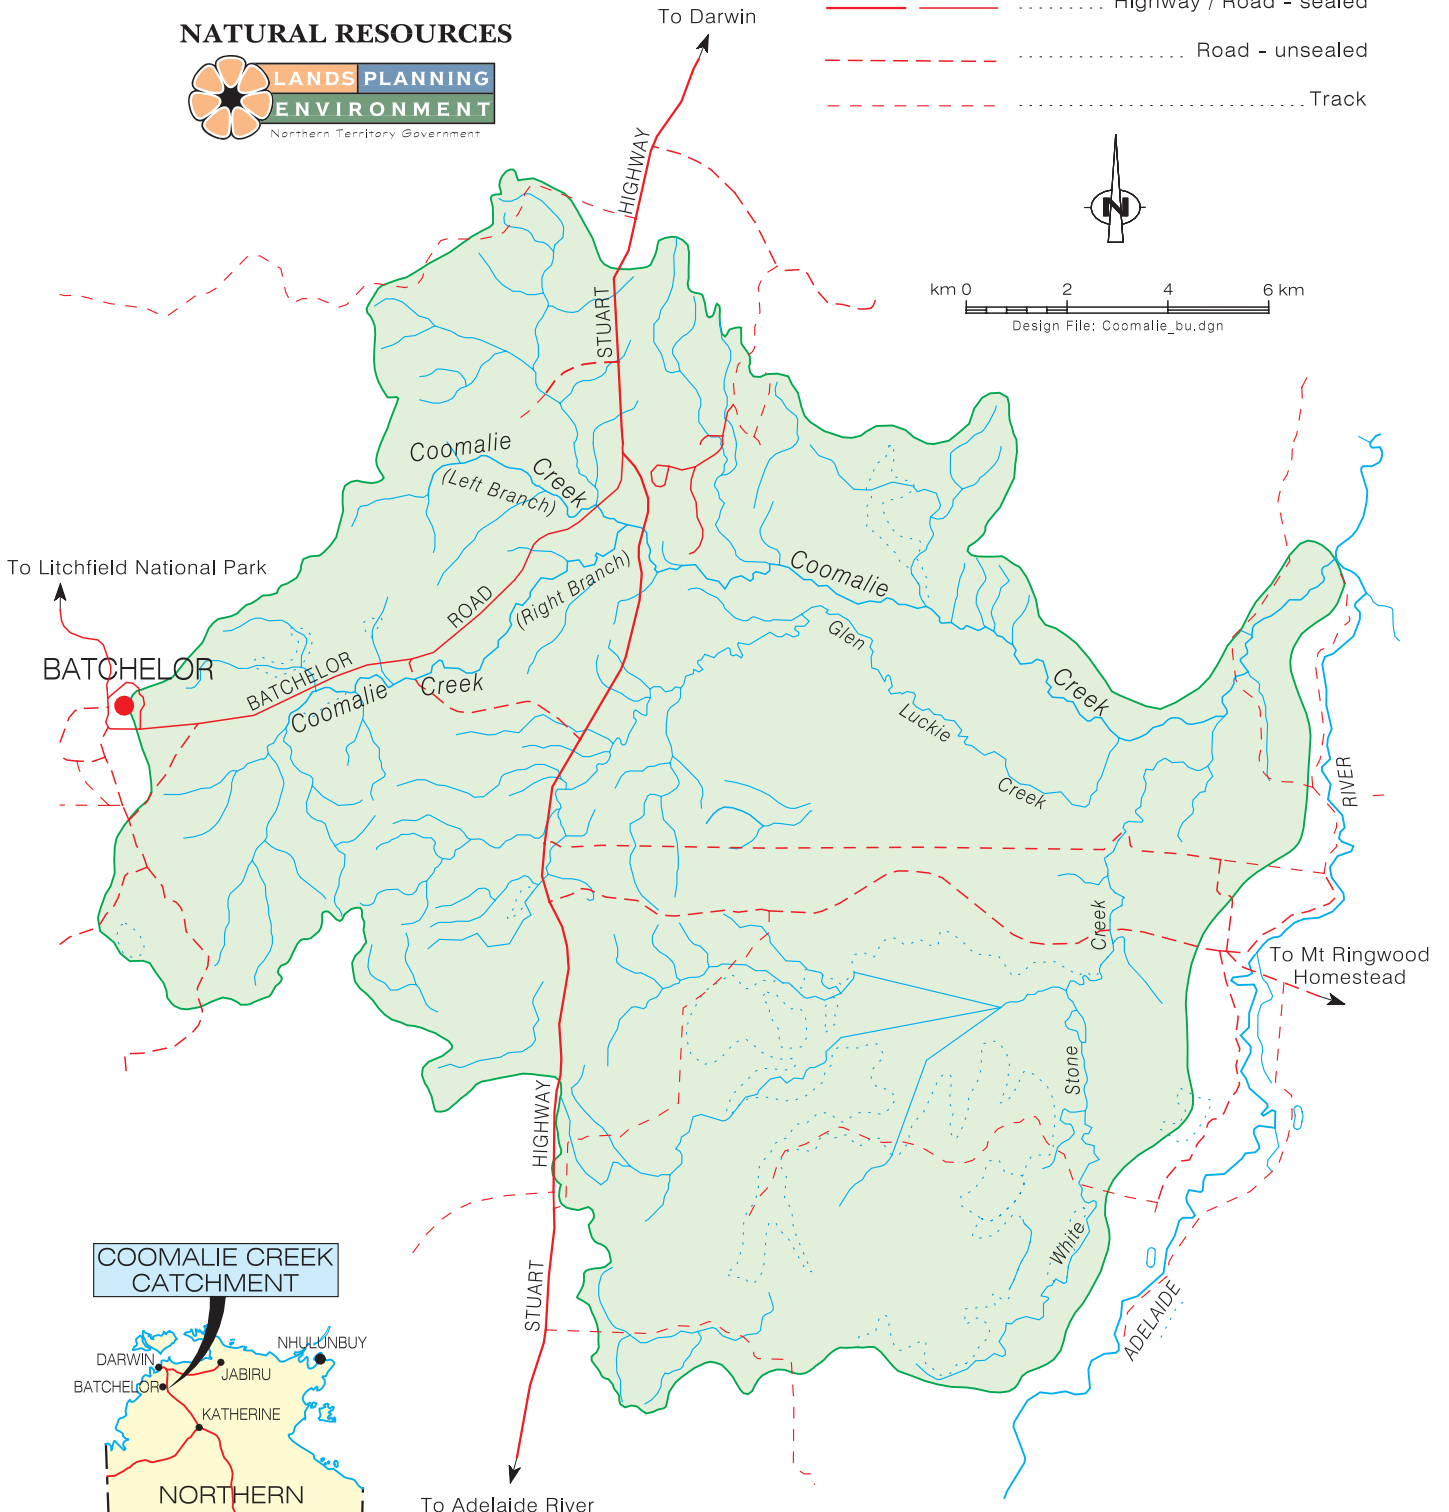 To Darwin
Highway / Road - sealed
Road - unsealed
Track
NATURAL RESOURCES
LANDS PLANNING
ENVIRONMENT
Northern Territory Government
N
km 0 2 4 6 km
Design File: Coomalie_bu.dgn
HIGHWAY
STUART
Coomalie
Creek
(Left Branch)
To Litchfield National Park
Coomalie
(Right Branch)
ROAD
Glen
BATCHELOR
BATCHELOR
Coomalie
Creek
Creek
Luckie
Creek
RIVER
Creek
To Mt Ringwood
Homestead
Stone
HIGHWAY
White
STUART
ADELAIDE
COOMALIE CREEK
CATCHMENT
NHULUNBUY
DARWIN
JABIRU
BATCHELOR
KATHERINE
NORTHERN
To Adelaide River